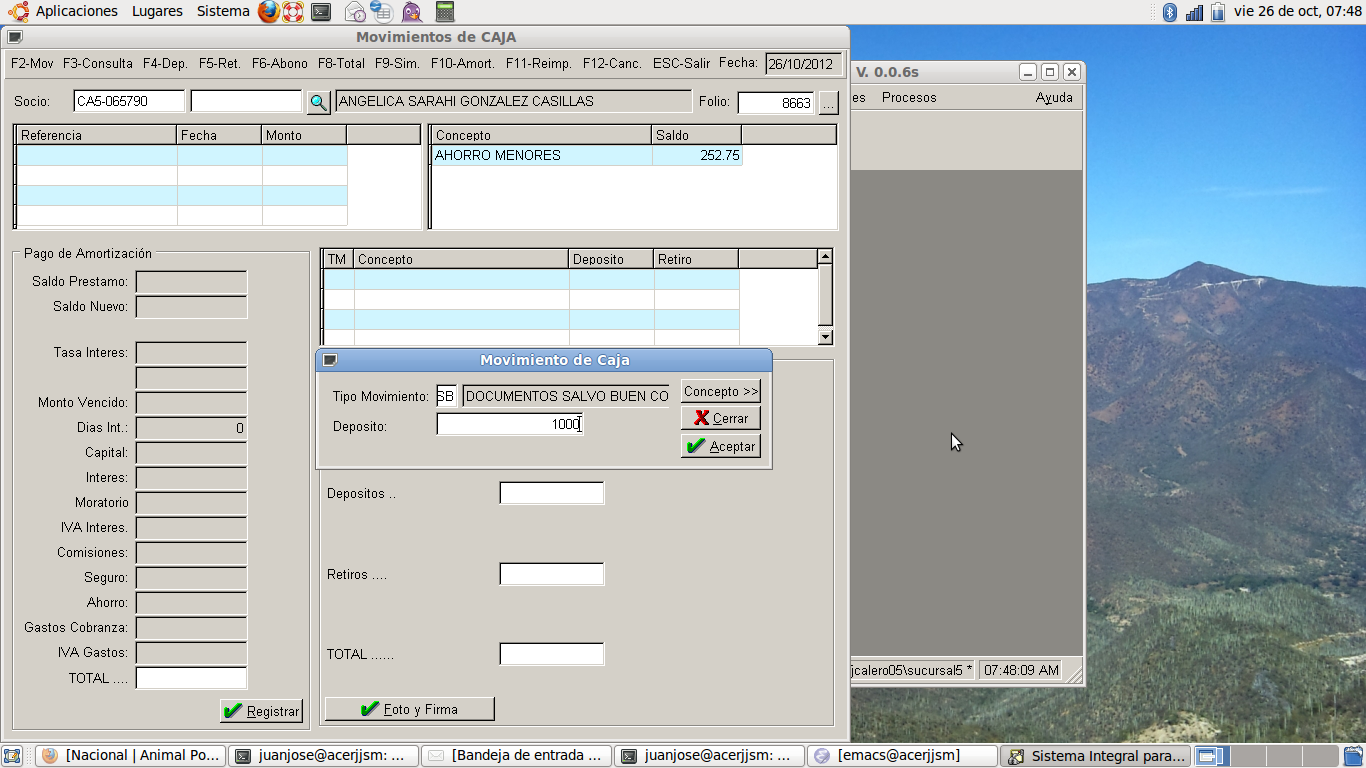 Aplicaciones Lugares Sistema vie 26 de oct, 07:48
Movimientos de CAJA
F2-Mov F3-Consulta F4-Dep. F5-Ret. F6-Abono F8-Total F9-Sim. F10-Amort. F11-Reimp. F12-Canc. ESC-Salir Fecha: 26/10/2012
V. 0.0.6s
es Procesos Ayuda
Socio: CA5-065790 ANGELICA SARAHI GONZALEZ CASILLAS Folio: 8663 ...
Referencia Fecha Monto
Concepto Saldo
AHORRO MENORES 252.75
Pago de Amortización
Saldo Prestamo:
Saldo Nuevo:
Tasa Interes:
Monto Vencido:
Dias Int.: 0
Capital:
Interes:
Moratorio
IVA Interes.
Comisiones:
Seguro:
Ahorro:
Gastos Cobranza:
IVA Gastos:
TOTAL ....
Registrar
TM Concepto Deposito Retiro
Movimiento de Caja
Tipo Movimiento: SB DOCUMENTOS SALVO BUEN CO
Deposito: 1000
Concepto >>
Cerrar
Aceptar
Depositos ..
Retiros ....
TOTAL ......
Foto y Firma
jcalero05\sucursal5 * 07:48:09 AM
[Nacional | Animal Po... juanjose@acerjjsm: ... [Bandeja de entrada ... juanjose@acerjjsm: ... [emacs@acerjjsm] Sistema Integral para...